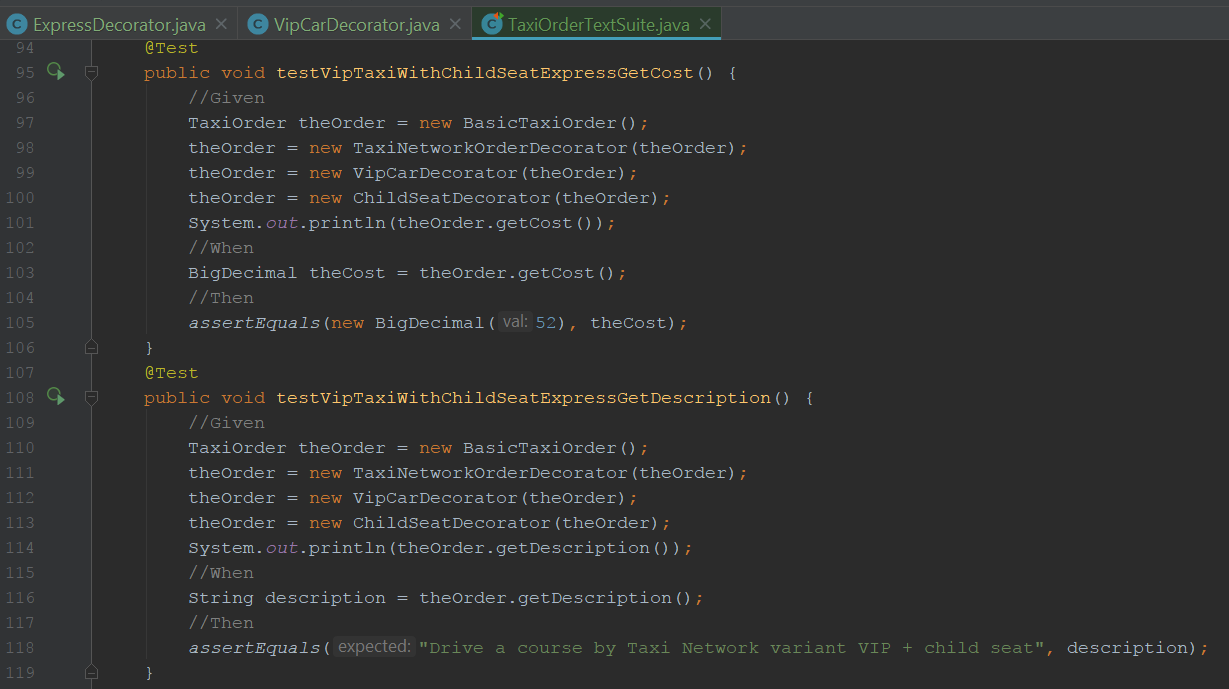 ExpressDecorator.java VipCarDecorator.java TaxiOrderTextSuite.java
94 @Test
95 public void testVipTaxiWithChildSeatExpressGetCost() {
96 //Given
97 TaxiOrder theOrder = new BasicTaxiOrder();
98 theOrder = new TaxiNetworkOrderDecorator(theOrder);
99 theOrder = new VipCarDecorator(theOrder);
100 theOrder = new ChildSeatDecorator(theOrder);
101 System.out.println(theOrder.getCost());
102 //When
103 BigDecimal theCost = theOrder.getCost();
104 //Then
105 assertEquals(new BigDecimal( val: 52), theCost);
106 }
107 @Test
108 public void testVipTaxiWithChildSeatExpressGetDescription() {
109 //Given
110 TaxiOrder theOrder = new BasicTaxiOrder();
111 theOrder = new TaxiNetworkOrderDecorator(theOrder);
112 theOrder = new VipCarDecorator(theOrder);
113 theOrder = new ChildSeatDecorator(theOrder);
114 System.out.println(theOrder.getDescription());
115 //When
116 String description = theOrder.getDescription();
117 //Then
118 assertEquals( expected: "Drive a course by Taxi Network variant VIP + child seat", description);
119 }